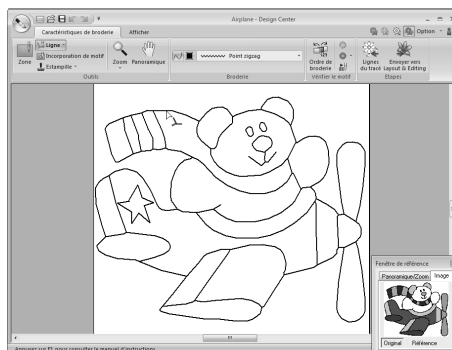 Airplane - Design Center
Caractéristiques de broderie Afficher
Option
Zone
Ligne
Incorporation de motif
Estampille
Zoom
Panoramique
Point zigzag
Ordre de broderie
Lignes du tracé
Envoyer vers Layout & Editing
Outils
Broderie
Vérifier le motif
Etapes
Fenêtre de référence
Panoramique/Zoom Image
Original Référence
Appuyer sur F1 pour consulter le manuel d'instructions.